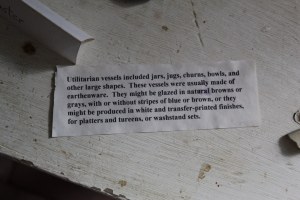 Utilitarian vessels included jars, jugs, churns, bowls, and
other large shapes. These vessels were usually made of
earthenware. They might be glazed in natural browns or
grays, with or without stripes of blue or brown, or they
might be produced in white and transfer-printed finishes,
for platters and tureens, or washstand sets.